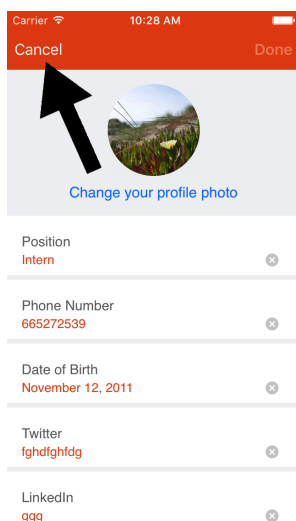 Carrier 10:28 AM
Cancel Done
Change your profile photo
Position
Intern
Phone Number
665272539
Date of Birth
November 12, 2011
Twitter
fghdfghfdg
LinkedIn
ggg